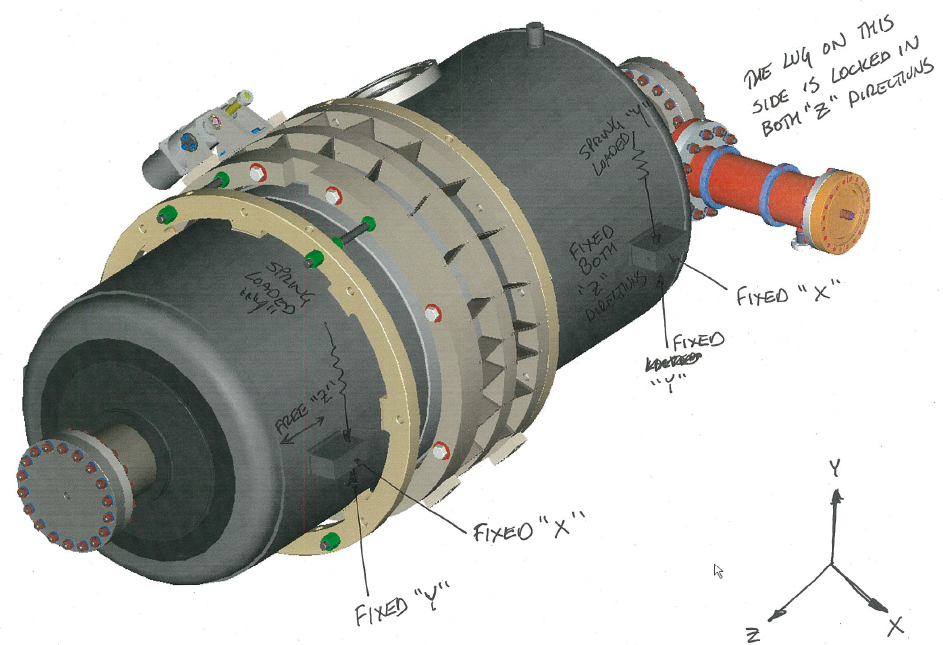 THE LUG ON THIS
SIDE IS LOCKED IN
BOTH "Z" DIRECTIONS
SPRING "Y"
LOADED
FIXED
BOTH
"Z"
DIRECTIONS
FIXED "X"
FIXED
"Y"
SPRING
LOADED
"Y"
FREE "Z"
FIXED "X"
FIXED "Y"
Y
Z
X